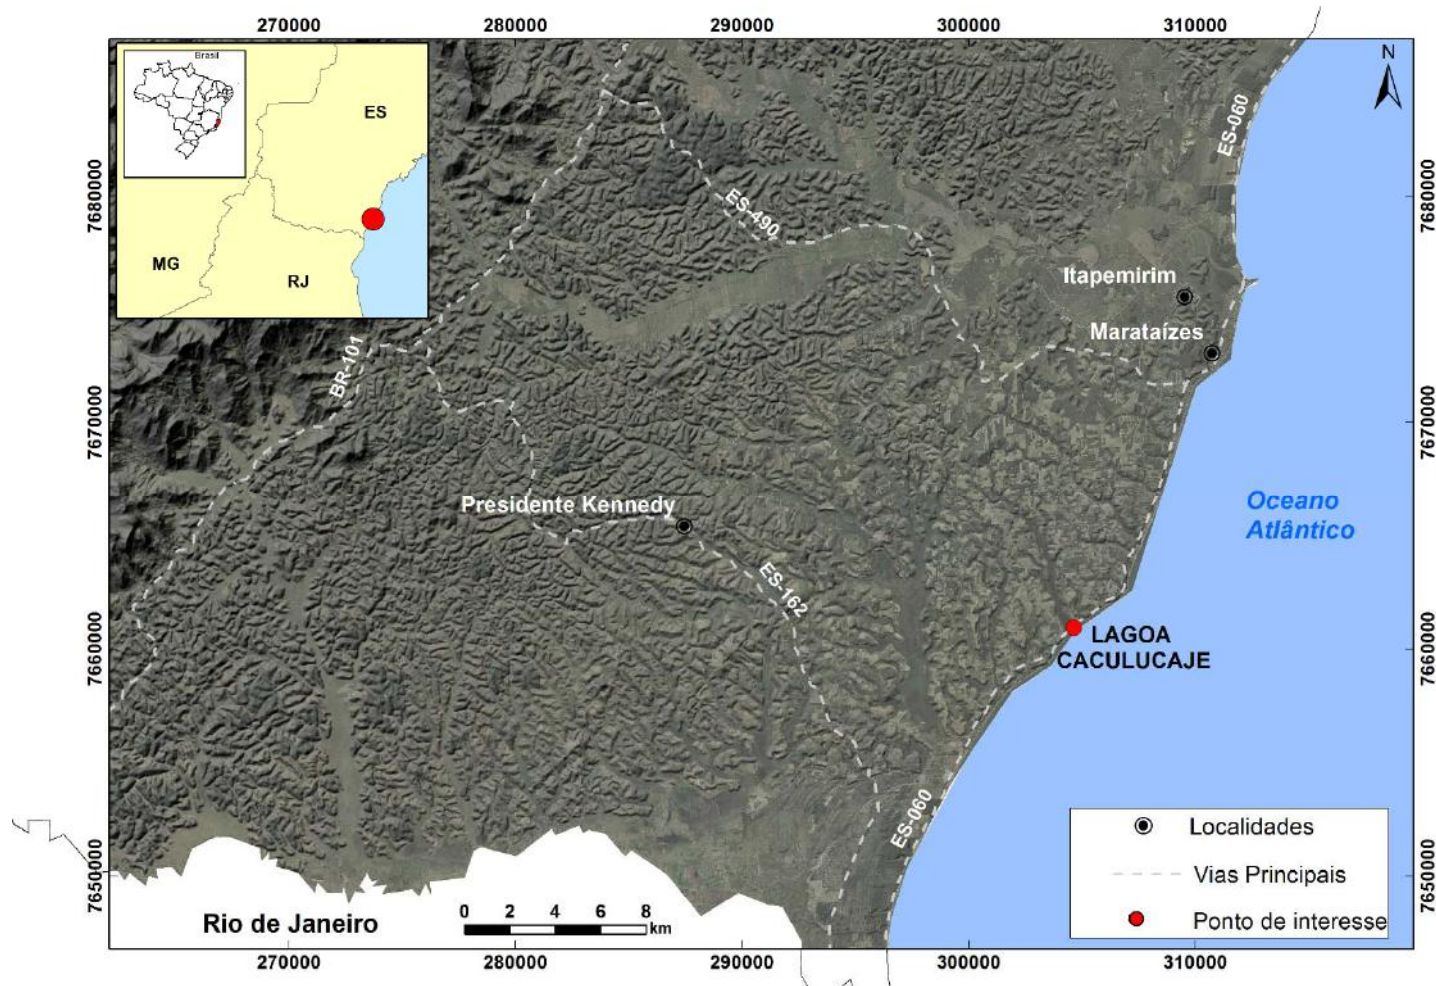 270000
280000
290000
300000
310000
Brasil
ES
MG
RJ
N
ES-060
7680000
7680000
ES-490
Itapemirim
Marataízes
BR-101
7670000
7670000
Presidente Kennedy
Oceano
Atlântico
ES-162
LAGOA
CACULUCAJE
7660000
7660000
ES-060
Localidades
Vias Principais
Ponto de interesse
7650000
7650000
Rio de Janeiro
0 2 4 6 8
km
270000
280000
290000
300000
310000